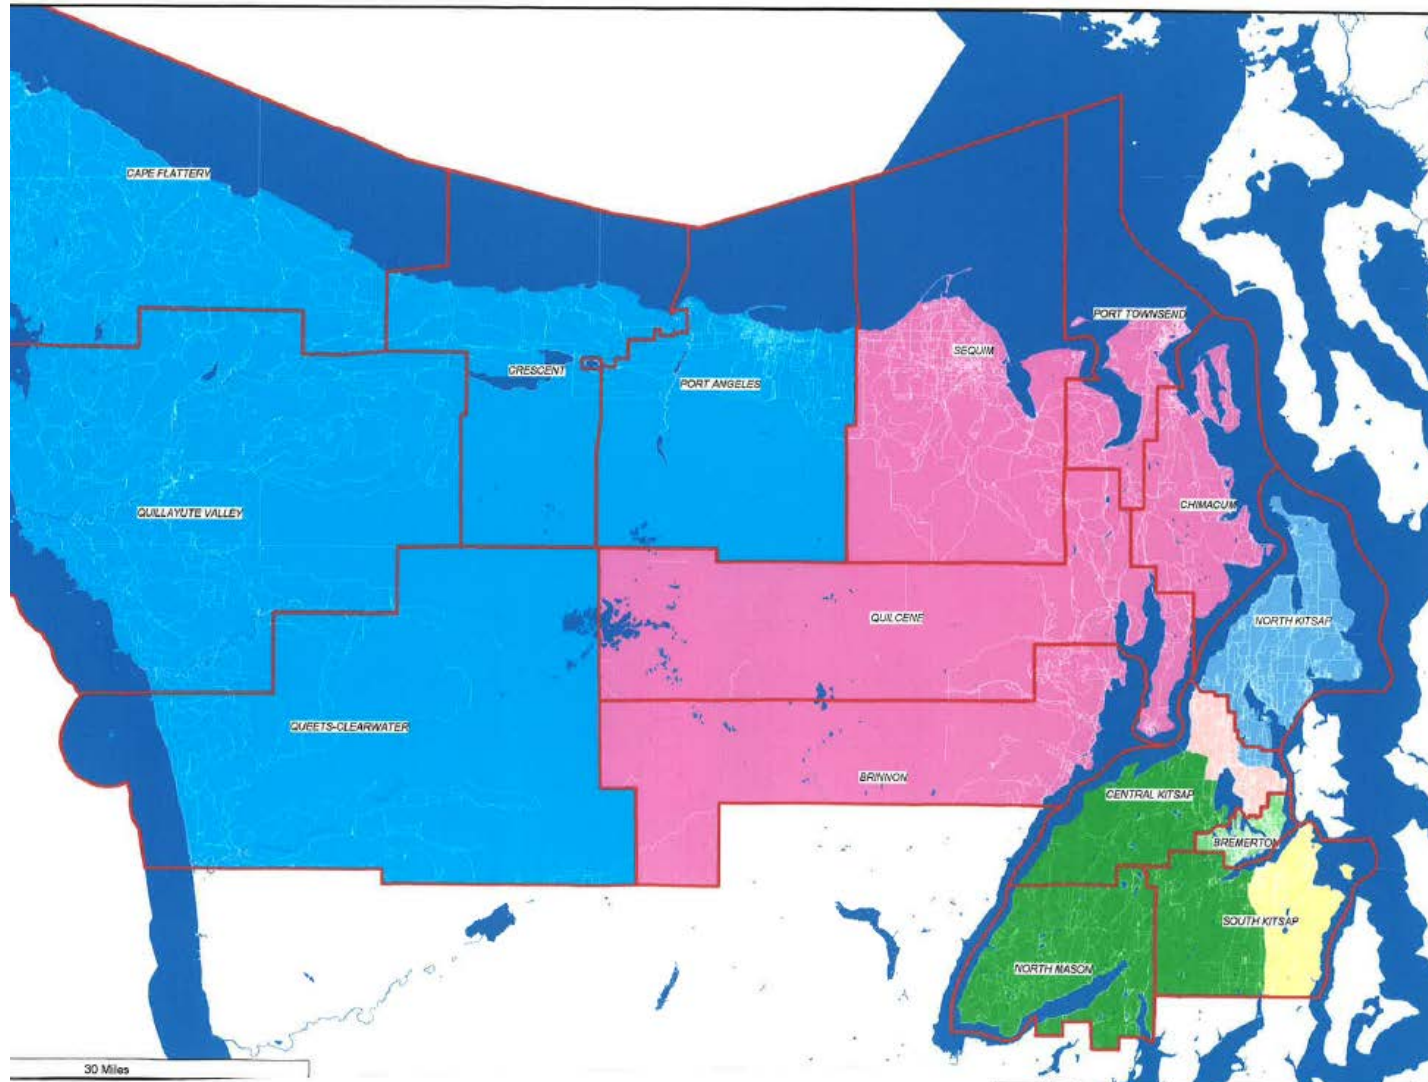 CAPE FLATTERY
PORT TOWNSEND
SEQUIM
CRESCENT
PORT ANGELES
CHIMACUM
QUILLAYUTE VALLEY
QUILCENE
NORTH KITSAP
QUEETS-CLEARWATER
BRINNON
CENTRAL KITSAP
BREMERTON
SOUTH KITSAP
NORTH MASON
30 Miles